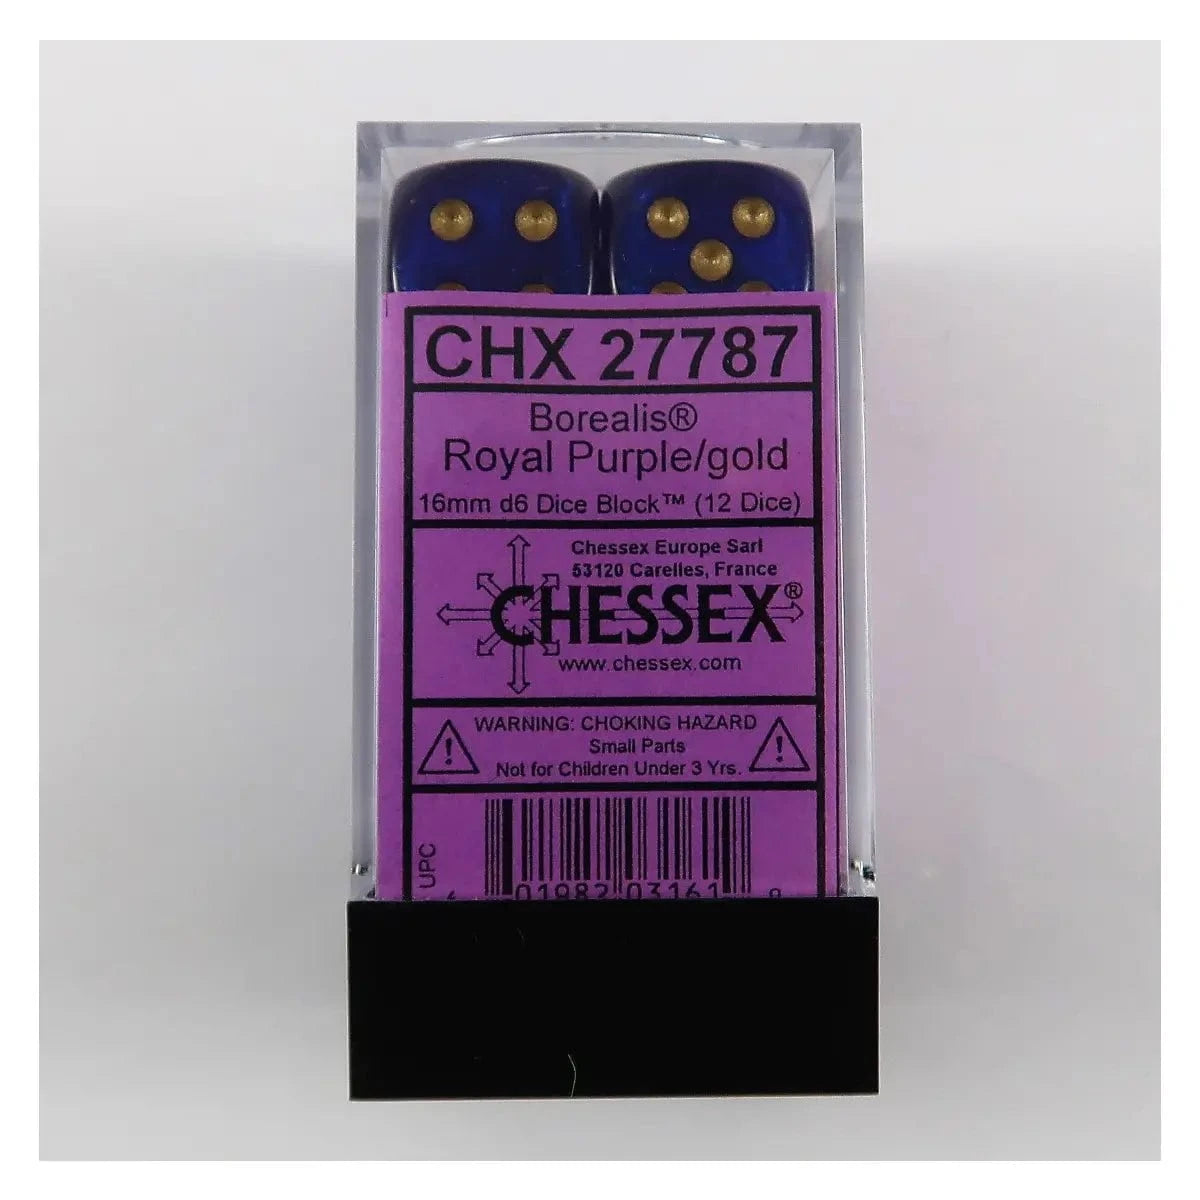 CHX 27787
Borealis®
Royal Purple/gold
16mm d6 Dice Block™ (12 Dice)
Chessex Europe Sarl
53120 Carelles, France
CHESSEX®
www.chessex.com
WARNING: CHOKING HAZARD
Small Parts
Not for Children Under 3 Yrs.
UPC
01982 03161